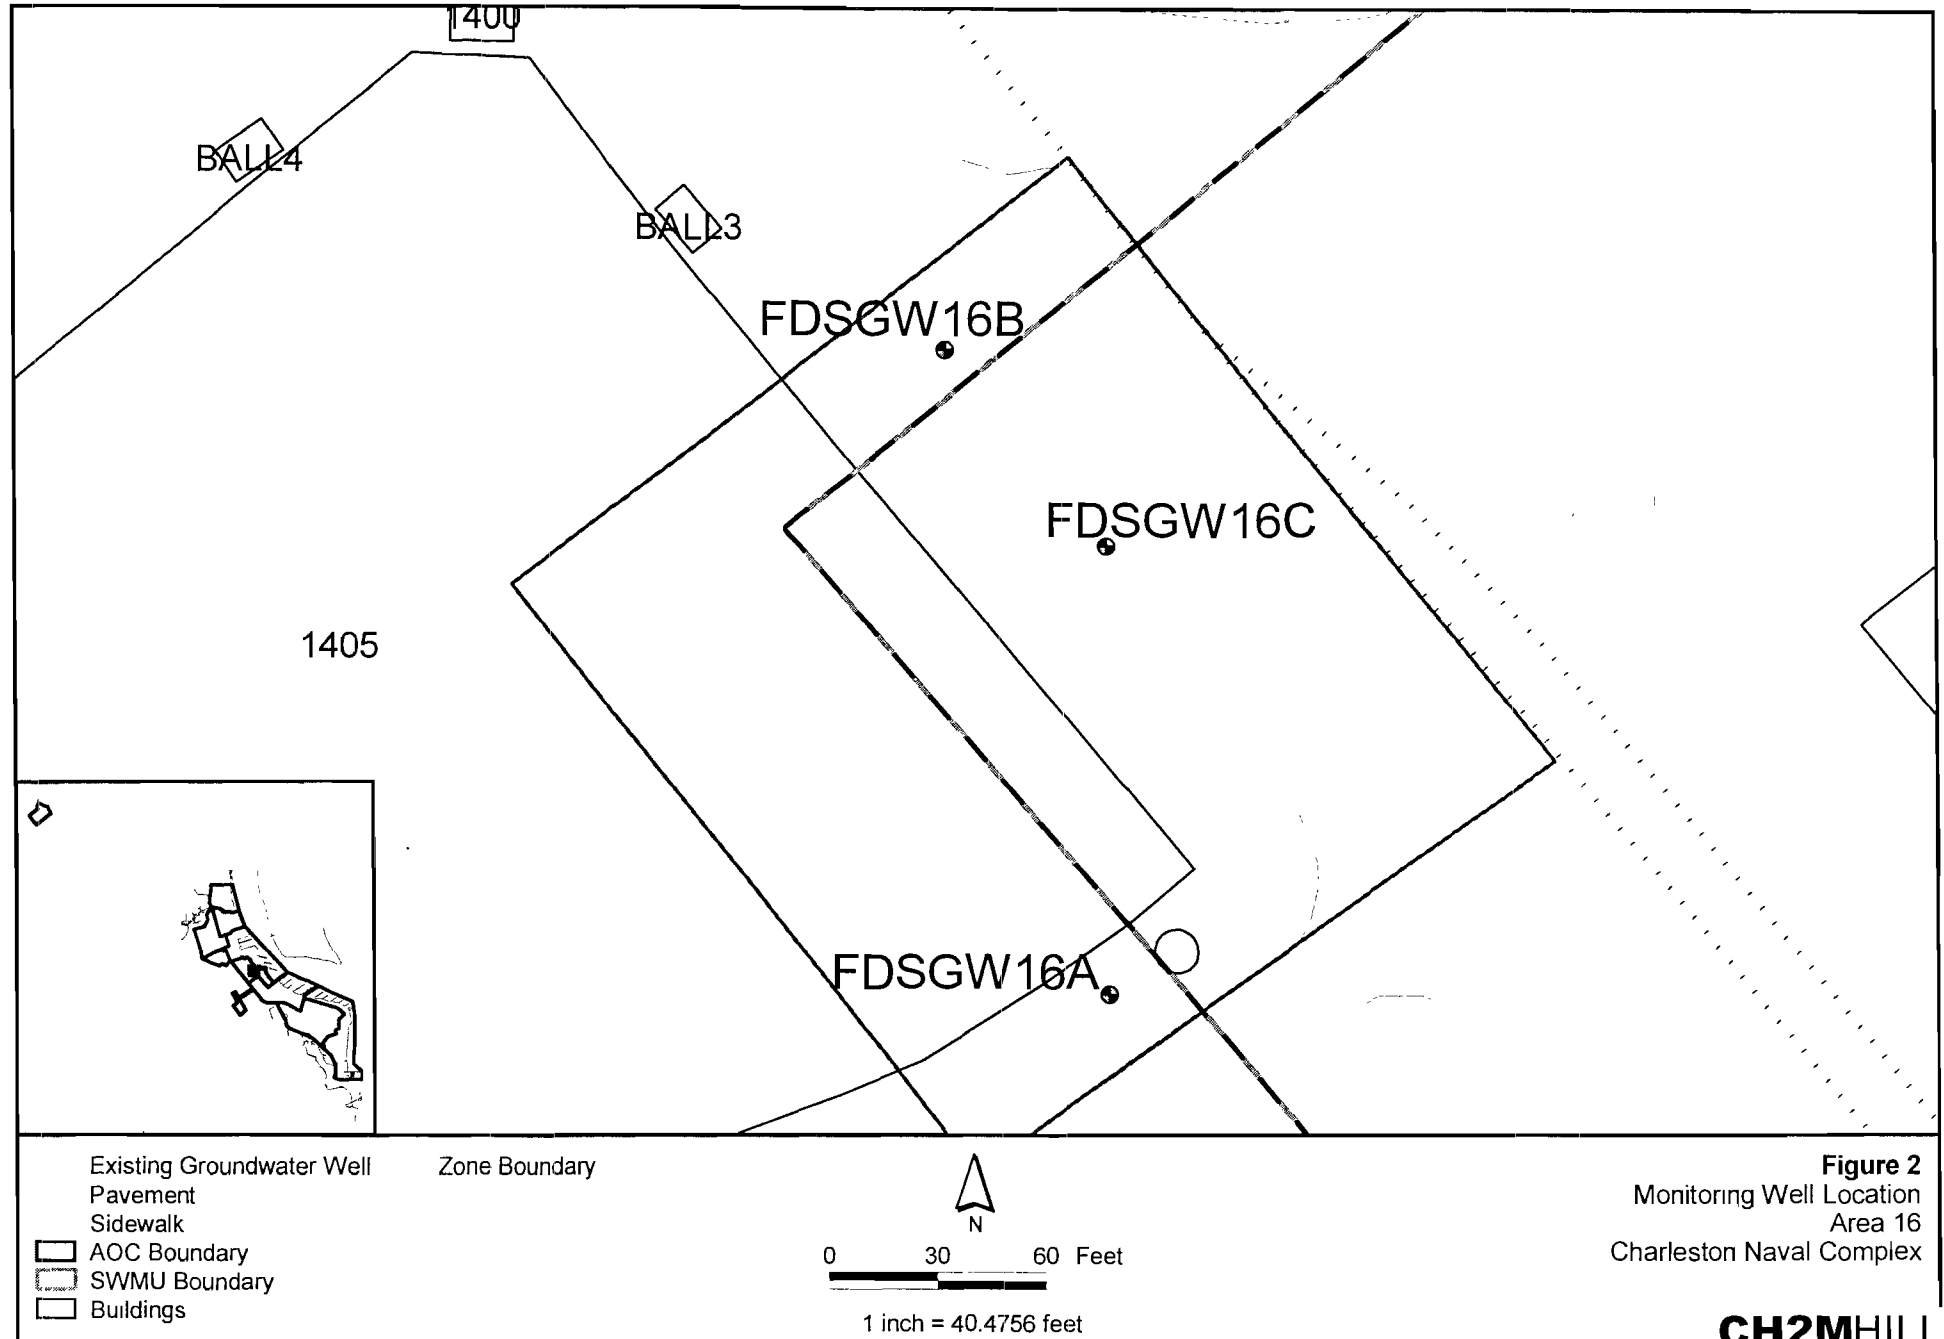 1400
BALL4
BALL3
FDSGW16B
FDSGW16C
1405
FDSGW16A
Existing Groundwater Well
Pavement
Sidewalk
AOC Boundary
SWMU Boundary
Buildings
Zone Boundary
N
0 30 60 Feet
1 inch = 40.4756 feet
Figure 2
Monitoring Well Location
Area 16
Charleston Naval Complex
CH2MHILL